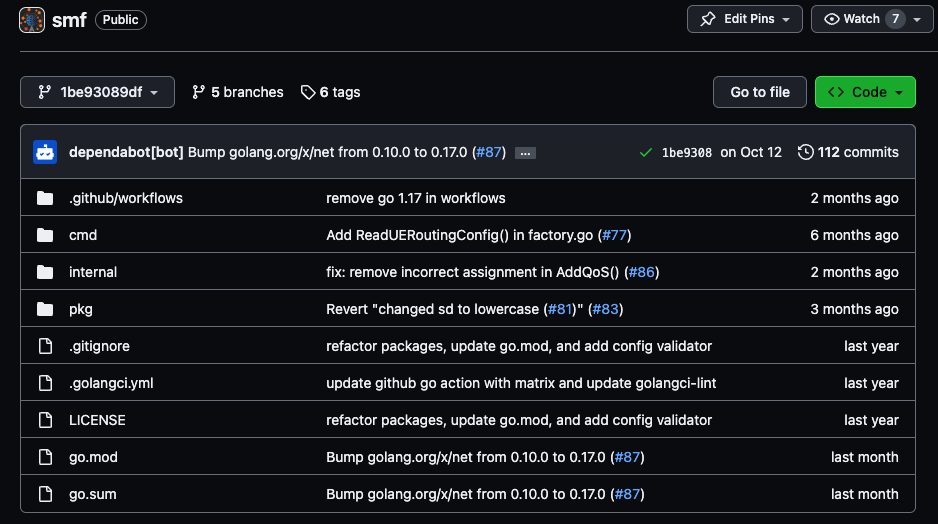 smf Public Edit Pins Watch 7
1be93089df 5 branches 6 tags Go to file <> Code
dependabot[bot] Bump golang.org/x/net from 0.10.0 to 0.17.0 (#87) ... 1be9308 on Oct 12 112 commits
.github/workflows remove go 1.17 in workflows 2 months ago
cmd Add ReadUERoutingConfig() in factory.go (#77) 6 months ago
internal fix: remove incorrect assignment in AddQoS() (#86) 2 months ago
pkg Revert "changed sd to lowercase (#81)" (#83) 3 months ago
.gitignore refactor packages, update go.mod, and add config validator last year
.golangci.yml update github go action with matrix and update golangci-lint last year
LICENSE refactor packages, update go.mod, and add config validator last year
go.mod Bump golang.org/x/net from 0.10.0 to 0.17.0 (#87) last month
go.sum Bump golang.org/x/net from 0.10.0 to 0.17.0 (#87) last month